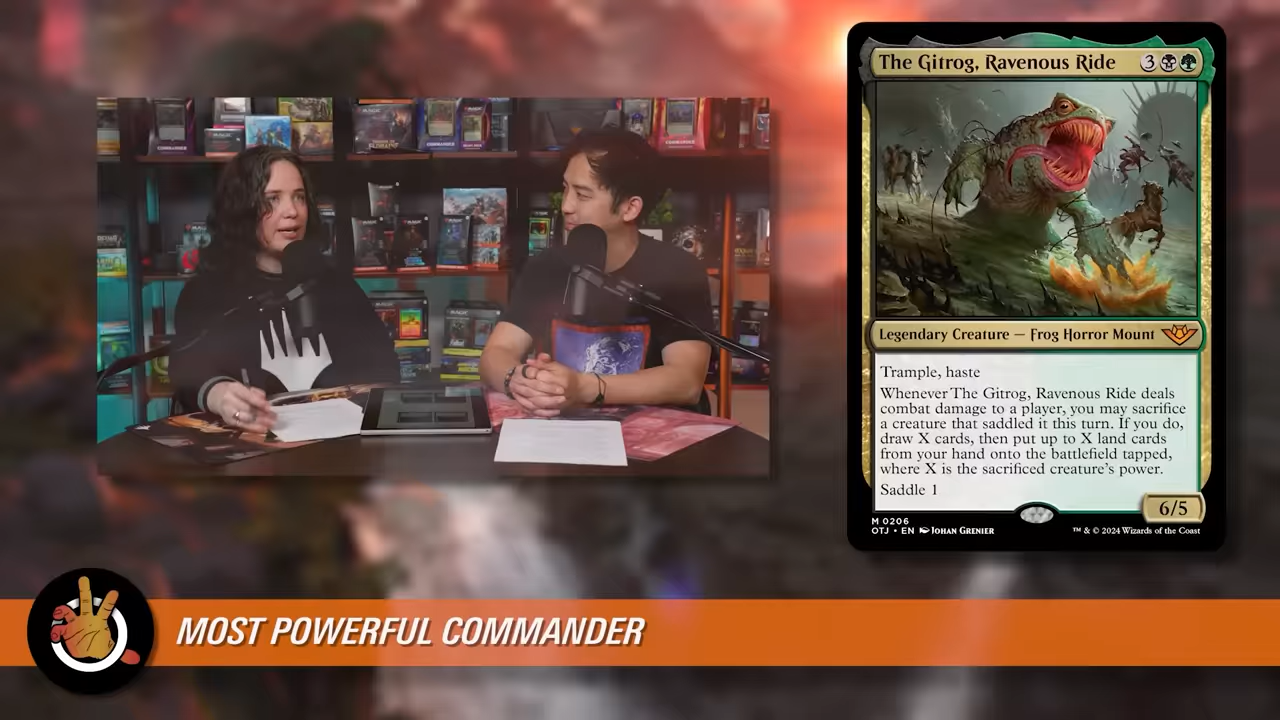 The Gitrog, Ravenous Ride 3
Legendary Creature — Frog Horror Mount
Trample, haste
Whenever The Gitrog, Ravenous Ride deals
combat damage to a player, you may sacrifice
a creature that saddled it this turn. If you do,
draw X cards, then put up to X land cards
from your hand onto the battlefield tapped,
where X is the sacrificed creature's power.
Saddle 1
6/5
M 0206
OTJ • EN JOHAN GRENIER
™ & © 2024 Wizards of the Coast
MOST POWERFUL COMMANDER